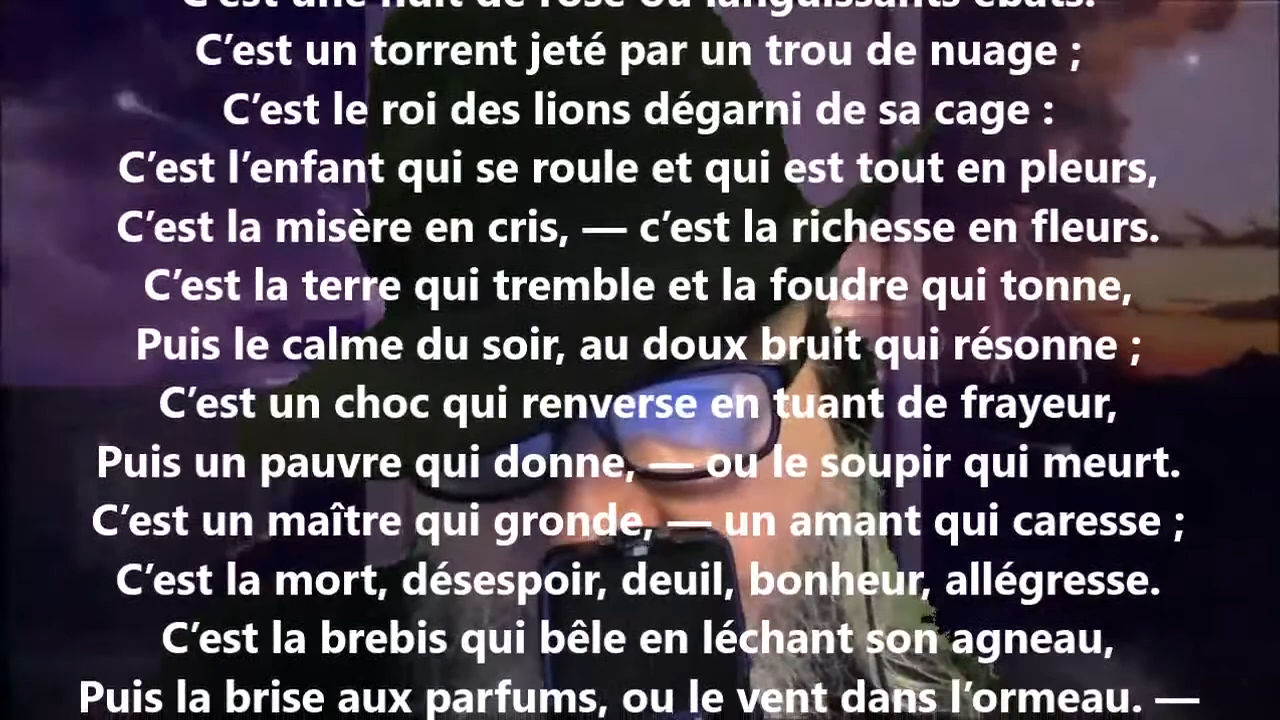 C’est une nuit de rose où languissants ébats.
C’est un torrent jeté par un trou de nuage ;
C’est le roi des lions dégarni de sa cage :
C’est l’enfant qui se roule et qui est tout en pleurs,
C’est la misère en cris, — c’est la richesse en fleurs.
C’est la terre qui tremble et la foudre qui tonne,
Puis le calme du soir, au doux bruit qui résonne ;
C’est un choc qui renverse en tuant de frayeur,
Puis un pauvre qui donne, — ou le soupir qui meurt.
C’est un maître qui gronde, — un amant qui caresse ;
C’est la mort, désespoir, deuil, bonheur, allégresse.
C’est la brebis qui bêle en léchant son agneau,
Puis la brise aux parfums, ou le vent dans l’ormeau. —